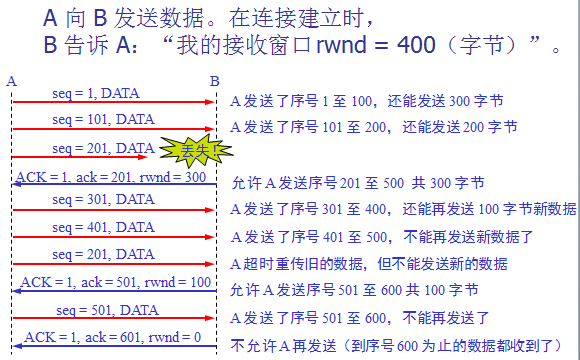 A 向 B 发送数据。在连接建立时，
B 告诉 A：“我的接收窗口 rwnd = 400（字节）”。
A B
seq = 1, DATA A 发送了序号 1 至 100，还能发送 300 字节
seq = 101, DATA A 发送了序号 101 至 200，还能发送 200 字节
seq = 201, DATA 丢失！
ACK = 1, ack = 201, rwnd = 300 允许 A 发送序号 201 至 500 共 300 字节
seq = 301, DATA A 发送了序号 301 至 400，还能再发送 100 字节新数据
seq = 401, DATA A 发送了序号 401 至 500，不能再发送新数据了
seq = 201, DATA A 超时重传旧的数据，但不能发送新的数据
ACK = 1, ack = 501, rwnd = 100 允许 A 发送序号 501 至 600 共 100 字节
seq = 501, DATA A 发送了序号 501 至 600，不能再发送了
ACK = 1, ack = 601, rwnd = 0 不允许 A 再发送（到序号 600 为止的数据都收到了）